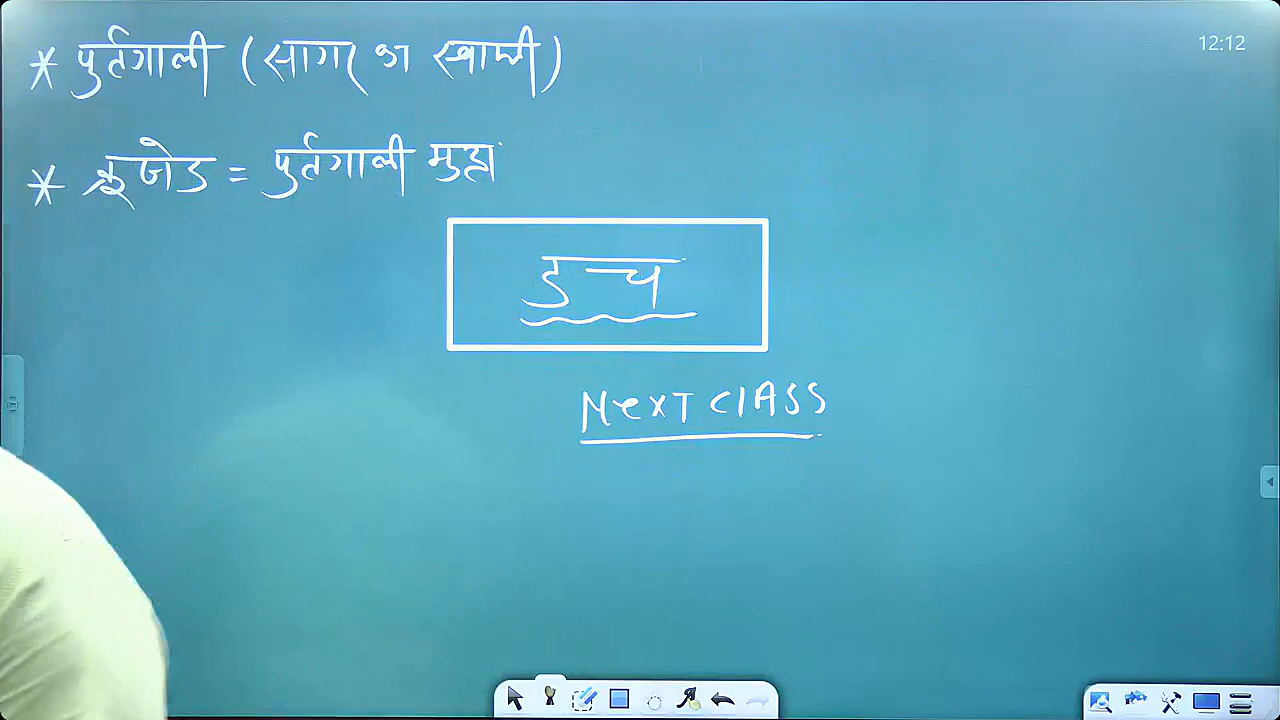 12:12
* पुर्तगाली (सागर का स्वामी)
* क्रूजेड = पुर्तगाली मुद्रा
डच
NexT ClASS